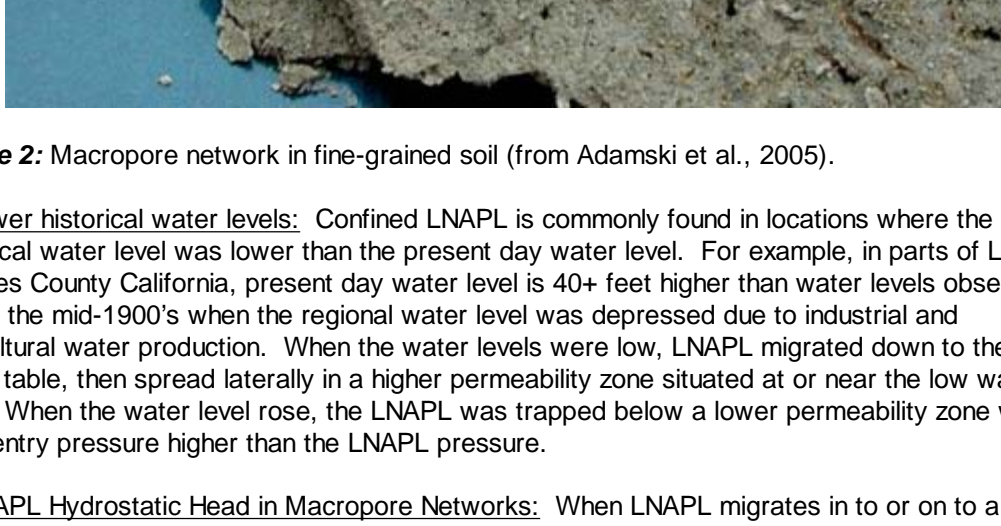 e 2: Macropore network in fine-grained soil (from Adamski et al., 2005).
wer historical water levels: Confined LNAPL is commonly found in locations where the
cal water level was lower than the present day water level. For example, in parts of L
es County California, present day water level is 40+ feet higher than water levels obse
the mid-1900's when the regional water level was depressed due to industrial and
ltural water production. When the water levels were low, LNAPL migrated down to the
table, then spread laterally in a higher permeability zone situated at or near the low wa
When the water level rose, the LNAPL was trapped below a lower permeability zone
entry pressure higher than the LNAPL pressure.
APL Hydrostatic Head in Macropore Networks: When LNAPL migrates in to or on to a